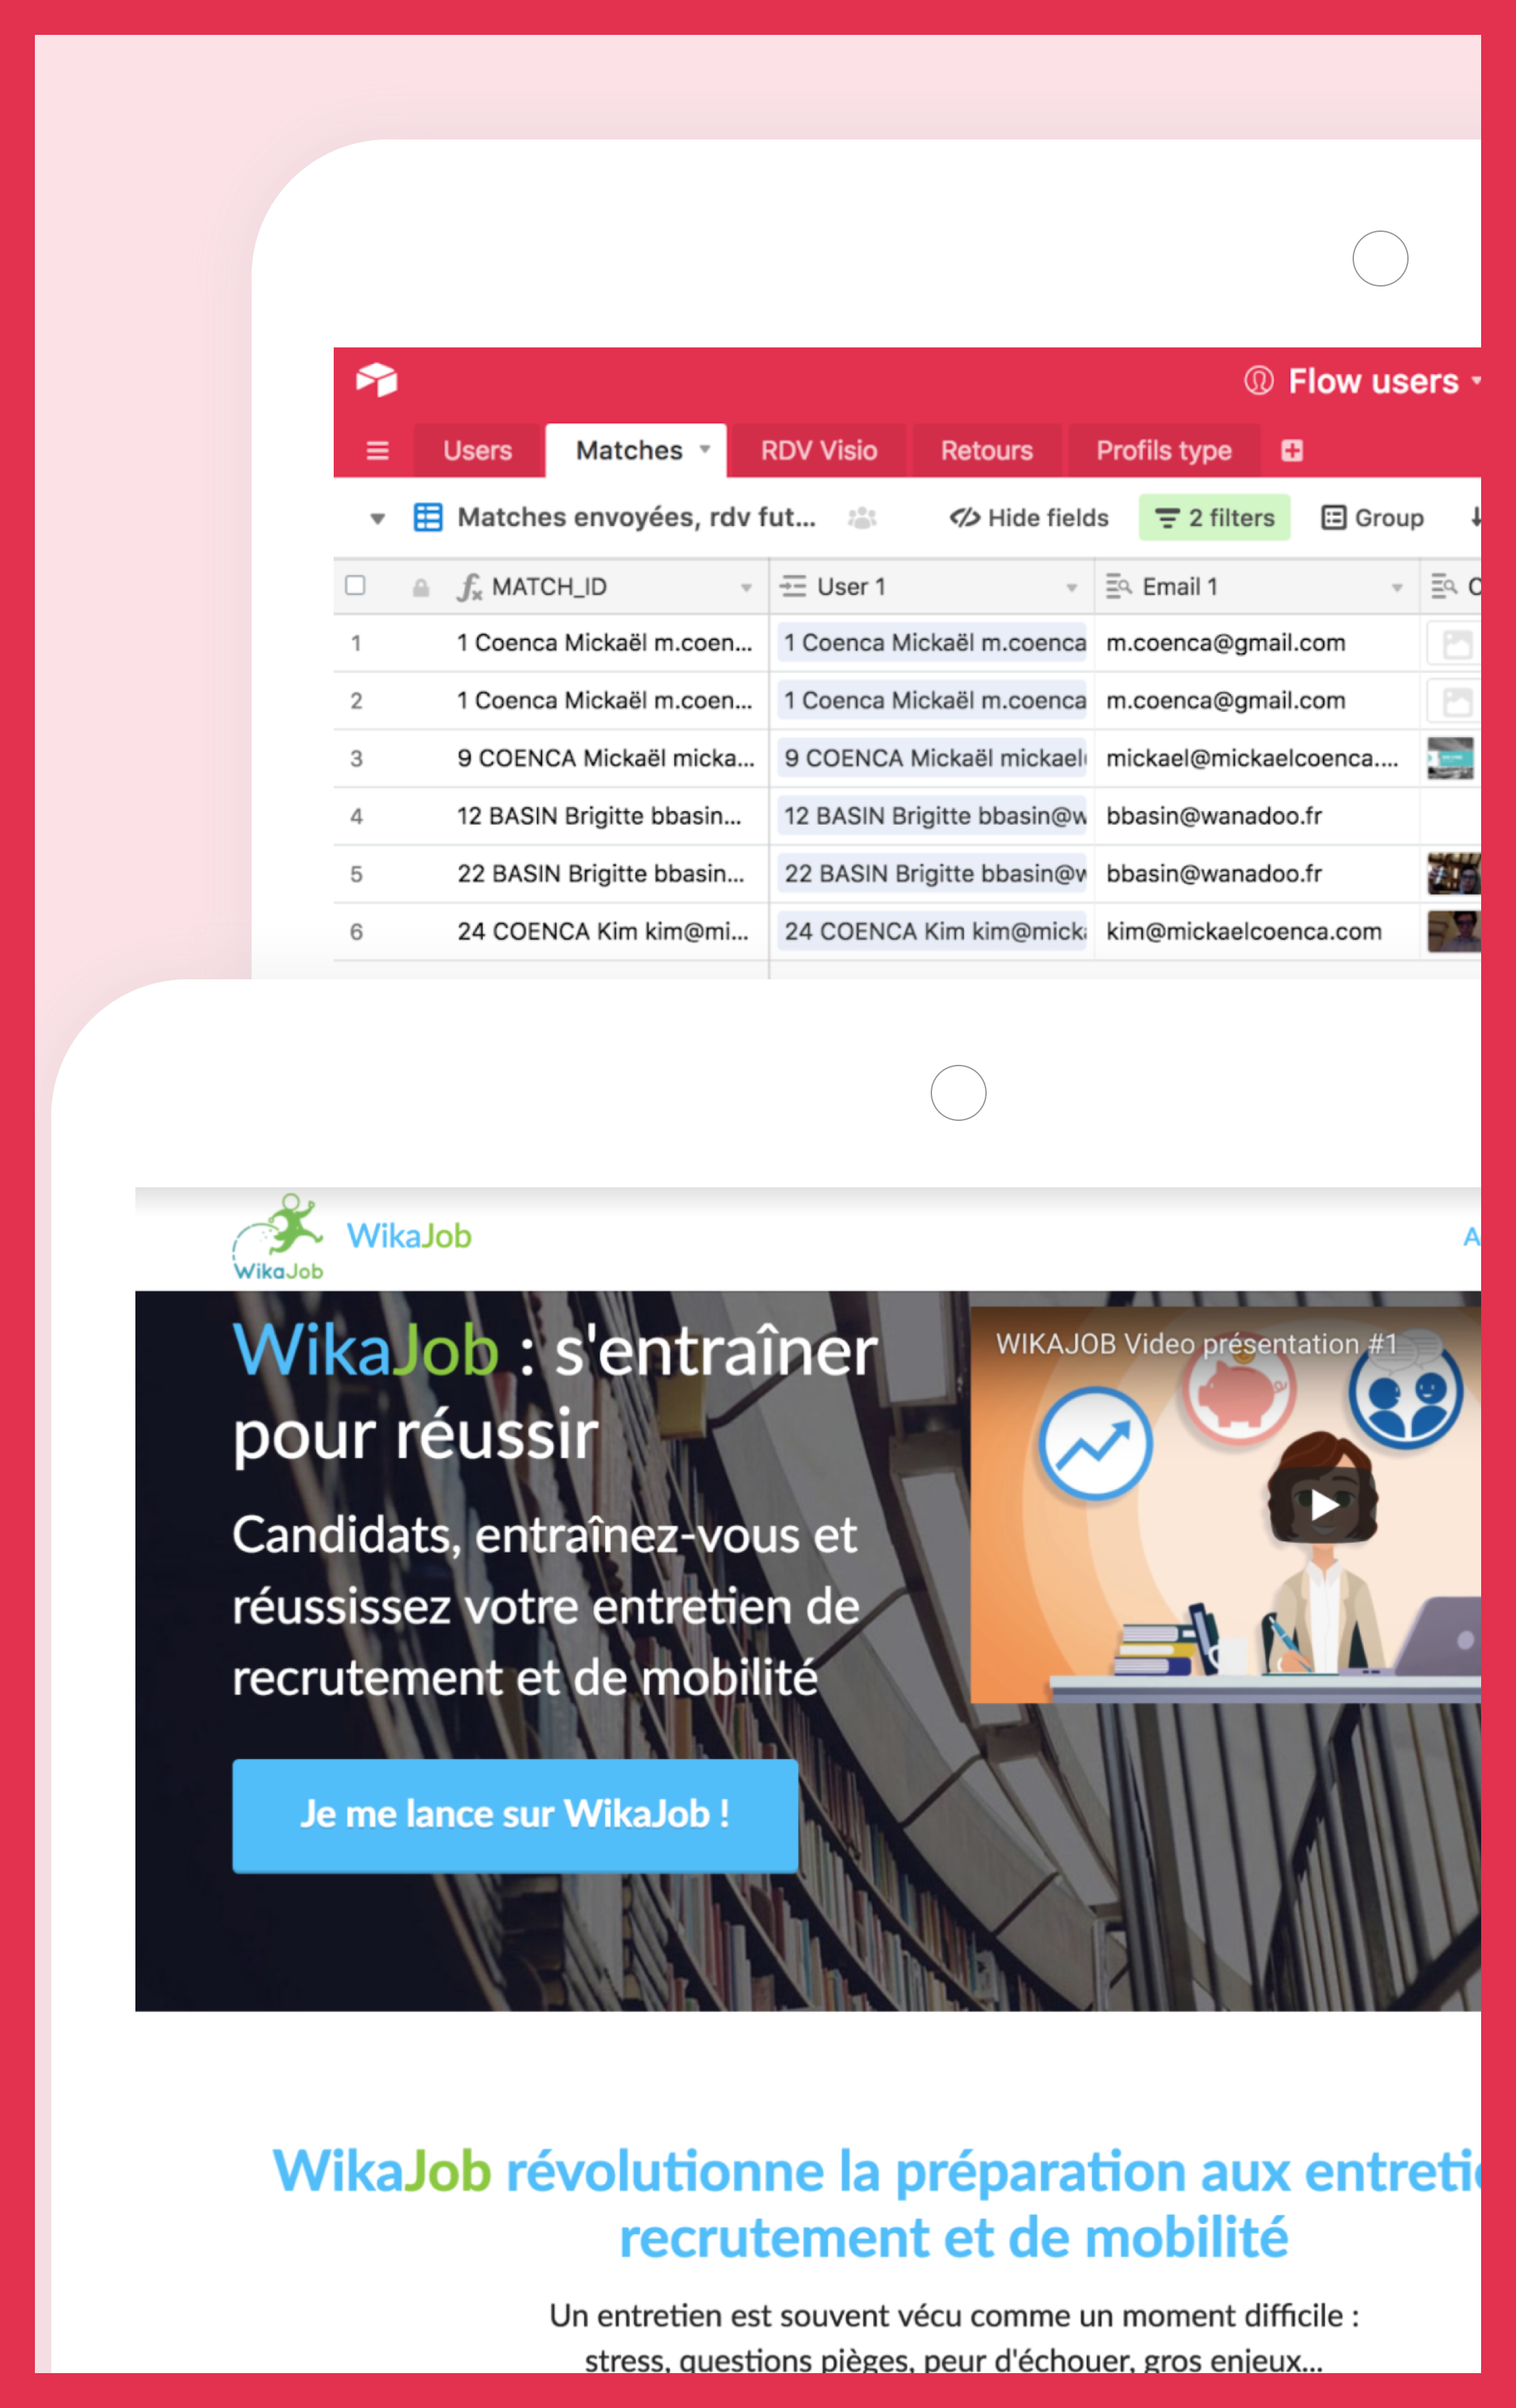 Flow users
Users Matches RDV Visio Retours Profils type
Matches envoyées, rdv fut... Hide fields 2 filters Group
MATCH_ID User 1 Email 1
1 1 Coenca Mickaël m.coen... 1 Coenca Mickaël m.coenca m.coenca@gmail.com
2 1 Coenca Mickaël m.coen... 1 Coenca Mickaël m.coenca m.coenca@gmail.com
3 9 COENCA Mickaël micka... 9 COENCA Mickaël mickael mickael@mickaelcoenca....
4 12 BASIN Brigitte bbasin... 12 BASIN Brigitte bbasin@w bbasin@wanadoo.fr
5 22 BASIN Brigitte bbasin... 22 BASIN Brigitte bbasin@w bbasin@wanadoo.fr
6 24 COENCA Kim kim@mi... 24 COENCA Kim kim@micka kim@mickaelcoenca.com
WikaJob
WikaJob
A
WikaJob : s'entraîner
pour réussir
Candidats, entraînez-vous et
réussissez votre entretien de
recrutement et de mobilité
Je me lance sur WikaJob !
WIKAJOB Video présentation #1
WikaJob révolutionne la préparation aux entreti
recrutement et de mobilité
Un entretien est souvent vécu comme un moment difficile :
stress, questions pièges, peur d'échouer, gros enjeux...